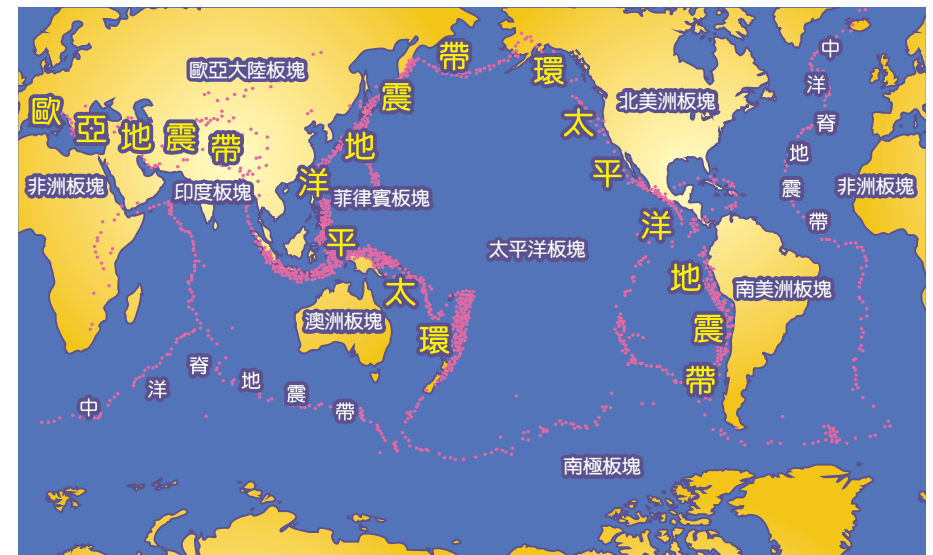 歐亞地震帶
環太平洋地震帶
環太平洋地震帶
中洋脊地震帶
中洋脊地震帶
歐亞大陸板塊
北美洲板塊
非洲板塊
印度板塊
菲律賓板塊
非洲板塊
太平洋板塊
南美洲板塊
澳洲板塊
南極板塊